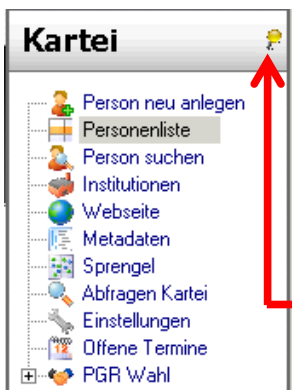 Kartei
Person neu anlegen
Personenliste
Person suchen
Institutionen
Webseite
Metadaten
Sprengel
Abfragen Kartei
Einstellungen
Offene Termine
PGR Wahl